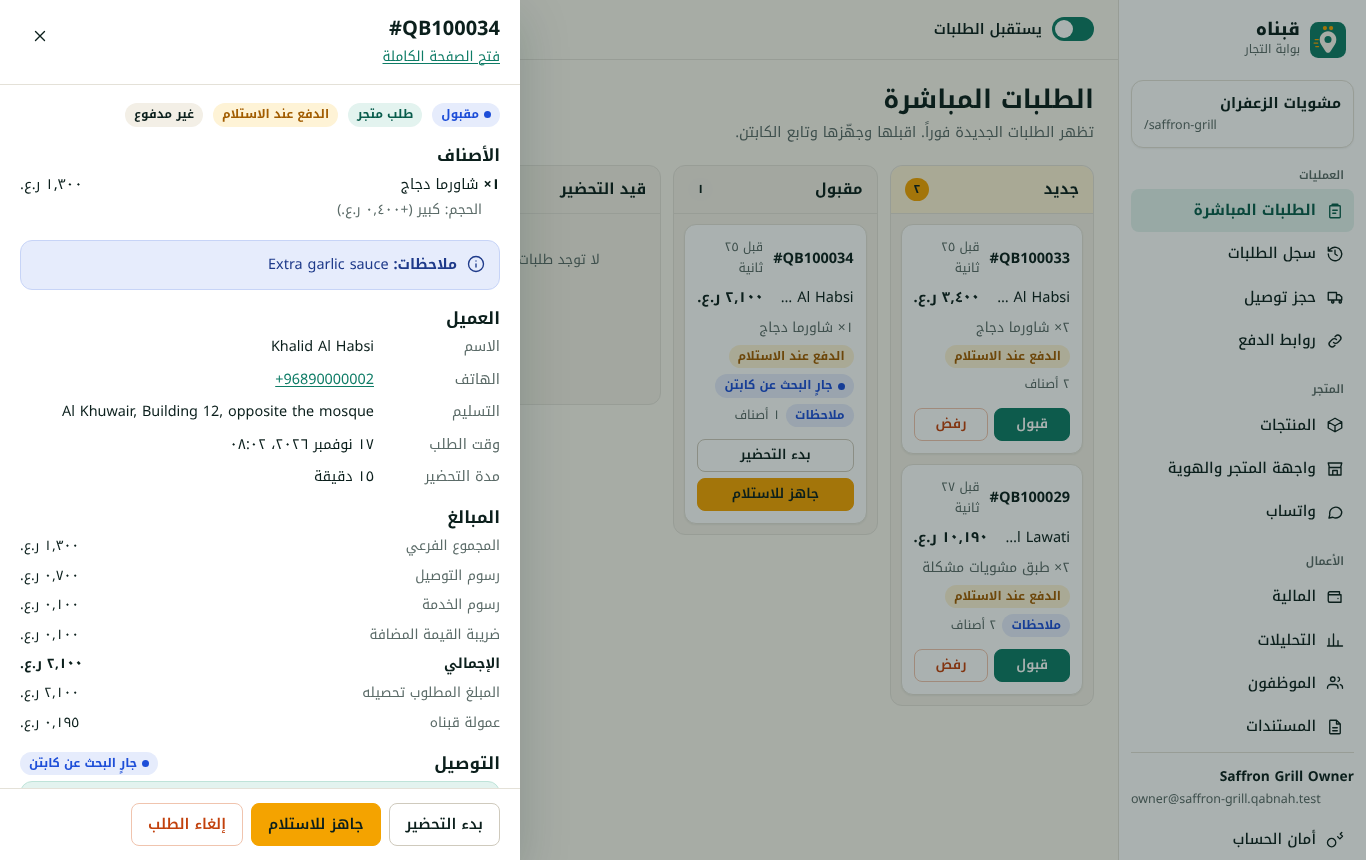 قبناه
بوابة التجار
مشويات الزعفران
/saffron-grill
العمليات
الطلبات المباشرة
سجل الطلبات
حجز توصيل
روابط الدفع
المتجر
المنتجات
واجهة المتجر والهوية
واتساب
الأعمال
المالية
التحليلات
الموظفون
المستندات
Saffron Grill Owner
owner@saffron-grill.qabnah.test
أمان الحساب
يستقبل الطلبات
الطلبات المباشرة
تظهر الطلبات الجديدة فوراً. اقبلها وجهّزها وتابع الكابتن.
جديد ٢
#QB100033 قبل ٢٥ ثانية
Al Habsi ... ٣٬٤٠٠ ر.ع.
٢× شاورما دجاج
الدفع عند الاستلام
٢ أصناف
قبول رفض
#QB100029 قبل ٢٧ ثانية
l Lawati... ١٠٬١٩٠ ر.ع.
٢× طبق مشويات مشكلة
الدفع عند الاستلام
ملاحظات ٢ أصناف
قبول رفض
مقبول ١
#QB100034 قبل ٢٥ ثانية
Al Habsi ... ٢٬١٠٠ ر.ع.
١× شاورما دجاج
الدفع عند الاستلام
جارٍ البحث عن كابتن
ملاحظات ١ أصناف
بدء التحضير
جاهز للاستلام
قيد التحضير
لا توجد طلبات
#QB100034
فتح الصفحة الكاملة
مقبول طلب متجر الدفع عند الاستلام غير مدفوع
الأصناف
١× شاورما دجاج ١٬٣٠٠ ر.ع.
الحجم: كبير (+٠٬٤٠٠ ر.ع.)
ملاحظات: Extra garlic sauce
العميل
الاسم Khalid Al Habsi
الهاتف +96890000002
التسليم Al Khuwair, Building 12, opposite the mosque
وقت الطلب ١٧ نوفمبر ٢٠٢٦، ٠٨:٠٢
مدة التحضير ١٥ دقيقة
المبالغ
المجموع الفرعي ١٬٣٠٠ ر.ع.
رسوم التوصيل ٠٬٧٠٠ ر.ع.
رسوم الخدمة ٠٬١٠٠ ر.ع.
ضريبة القيمة المضافة ٠٬١٠٠ ر.ع.
الإجمالي ٢٬١٠٠ ر.ع.
المبلغ المطلوب تحصيله ٢٬١٠٠ ر.ع.
عمولة قبناه ٠٬١٩٥ ر.ع.
التوصيل جارٍ البحث عن كابتن
بدء التحضير جاهز للاستلام إلغاء الطلب